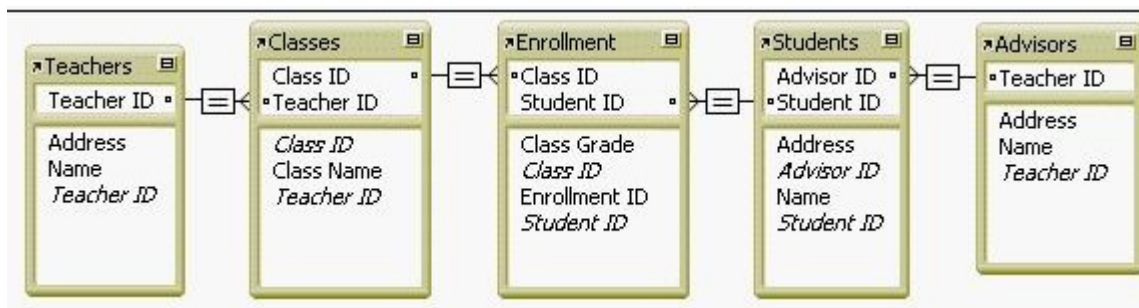 Teachers
Teacher ID
Address
Name
Teacher ID
Classes
Class ID
Teacher ID
Class ID
Class Name
Teacher ID
Enrollment
Class ID
Student ID
Class Grade
Class ID
Enrollment ID
Student ID
Students
Advisor ID
Student ID
Address
Advisor ID
Name
Student ID
Advisors
Teacher ID
Address
Name
Teacher ID